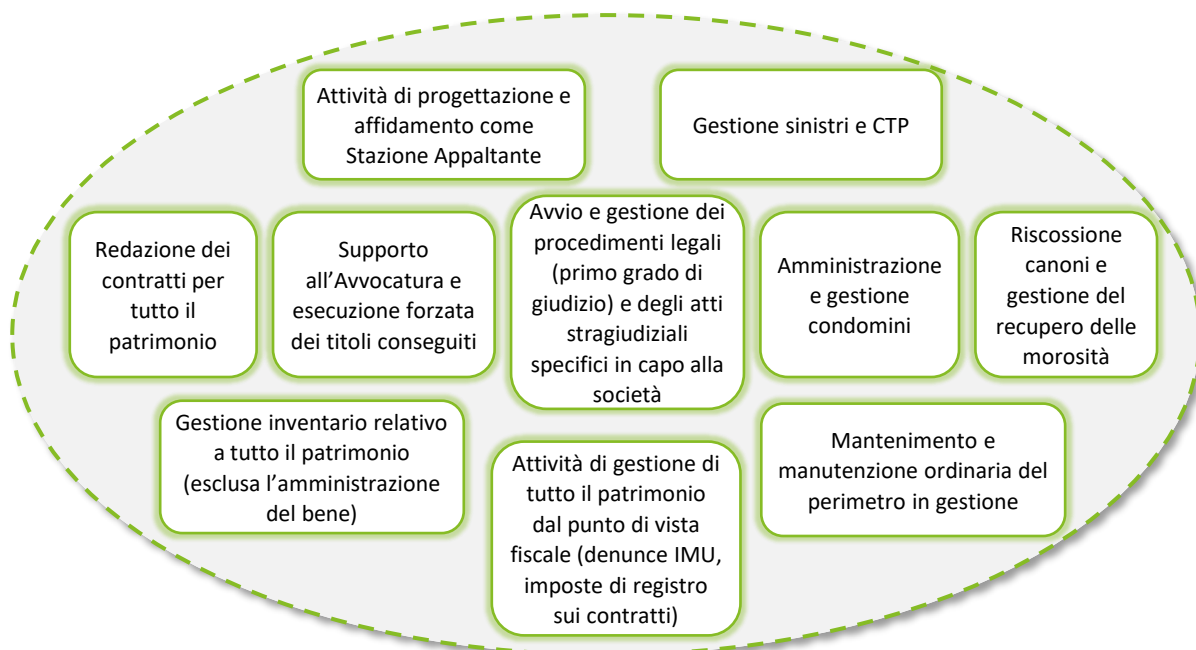 Attività di progettazione e
affidamento come
Stazione Appaltante
Gestione sinistri e CTP
Redazione dei
contratti per
tutto il
patrimonio
Supporto
all’Avvocatura e
esecuzione forzata
dei titoli conseguiti
Avvio e gestione dei
procedimenti legali
(primo grado di
giudizio) e degli atti
stragiudiziali
specifici in capo alla
società
Amministrazione
e gestione
condomini
Riscossione
canoni e
gestione del
recupero delle
morosità
Gestione inventario relativo
a tutto il patrimonio
(esclusa l’amministrazione
del bene)
Attività di gestione di
tutto il patrimonio
dal punto di vista
fiscale (denunce IMU,
imposte di registro
sui contratti)
Mantenimento e
manutenzione ordinaria del
perimetro in gestione